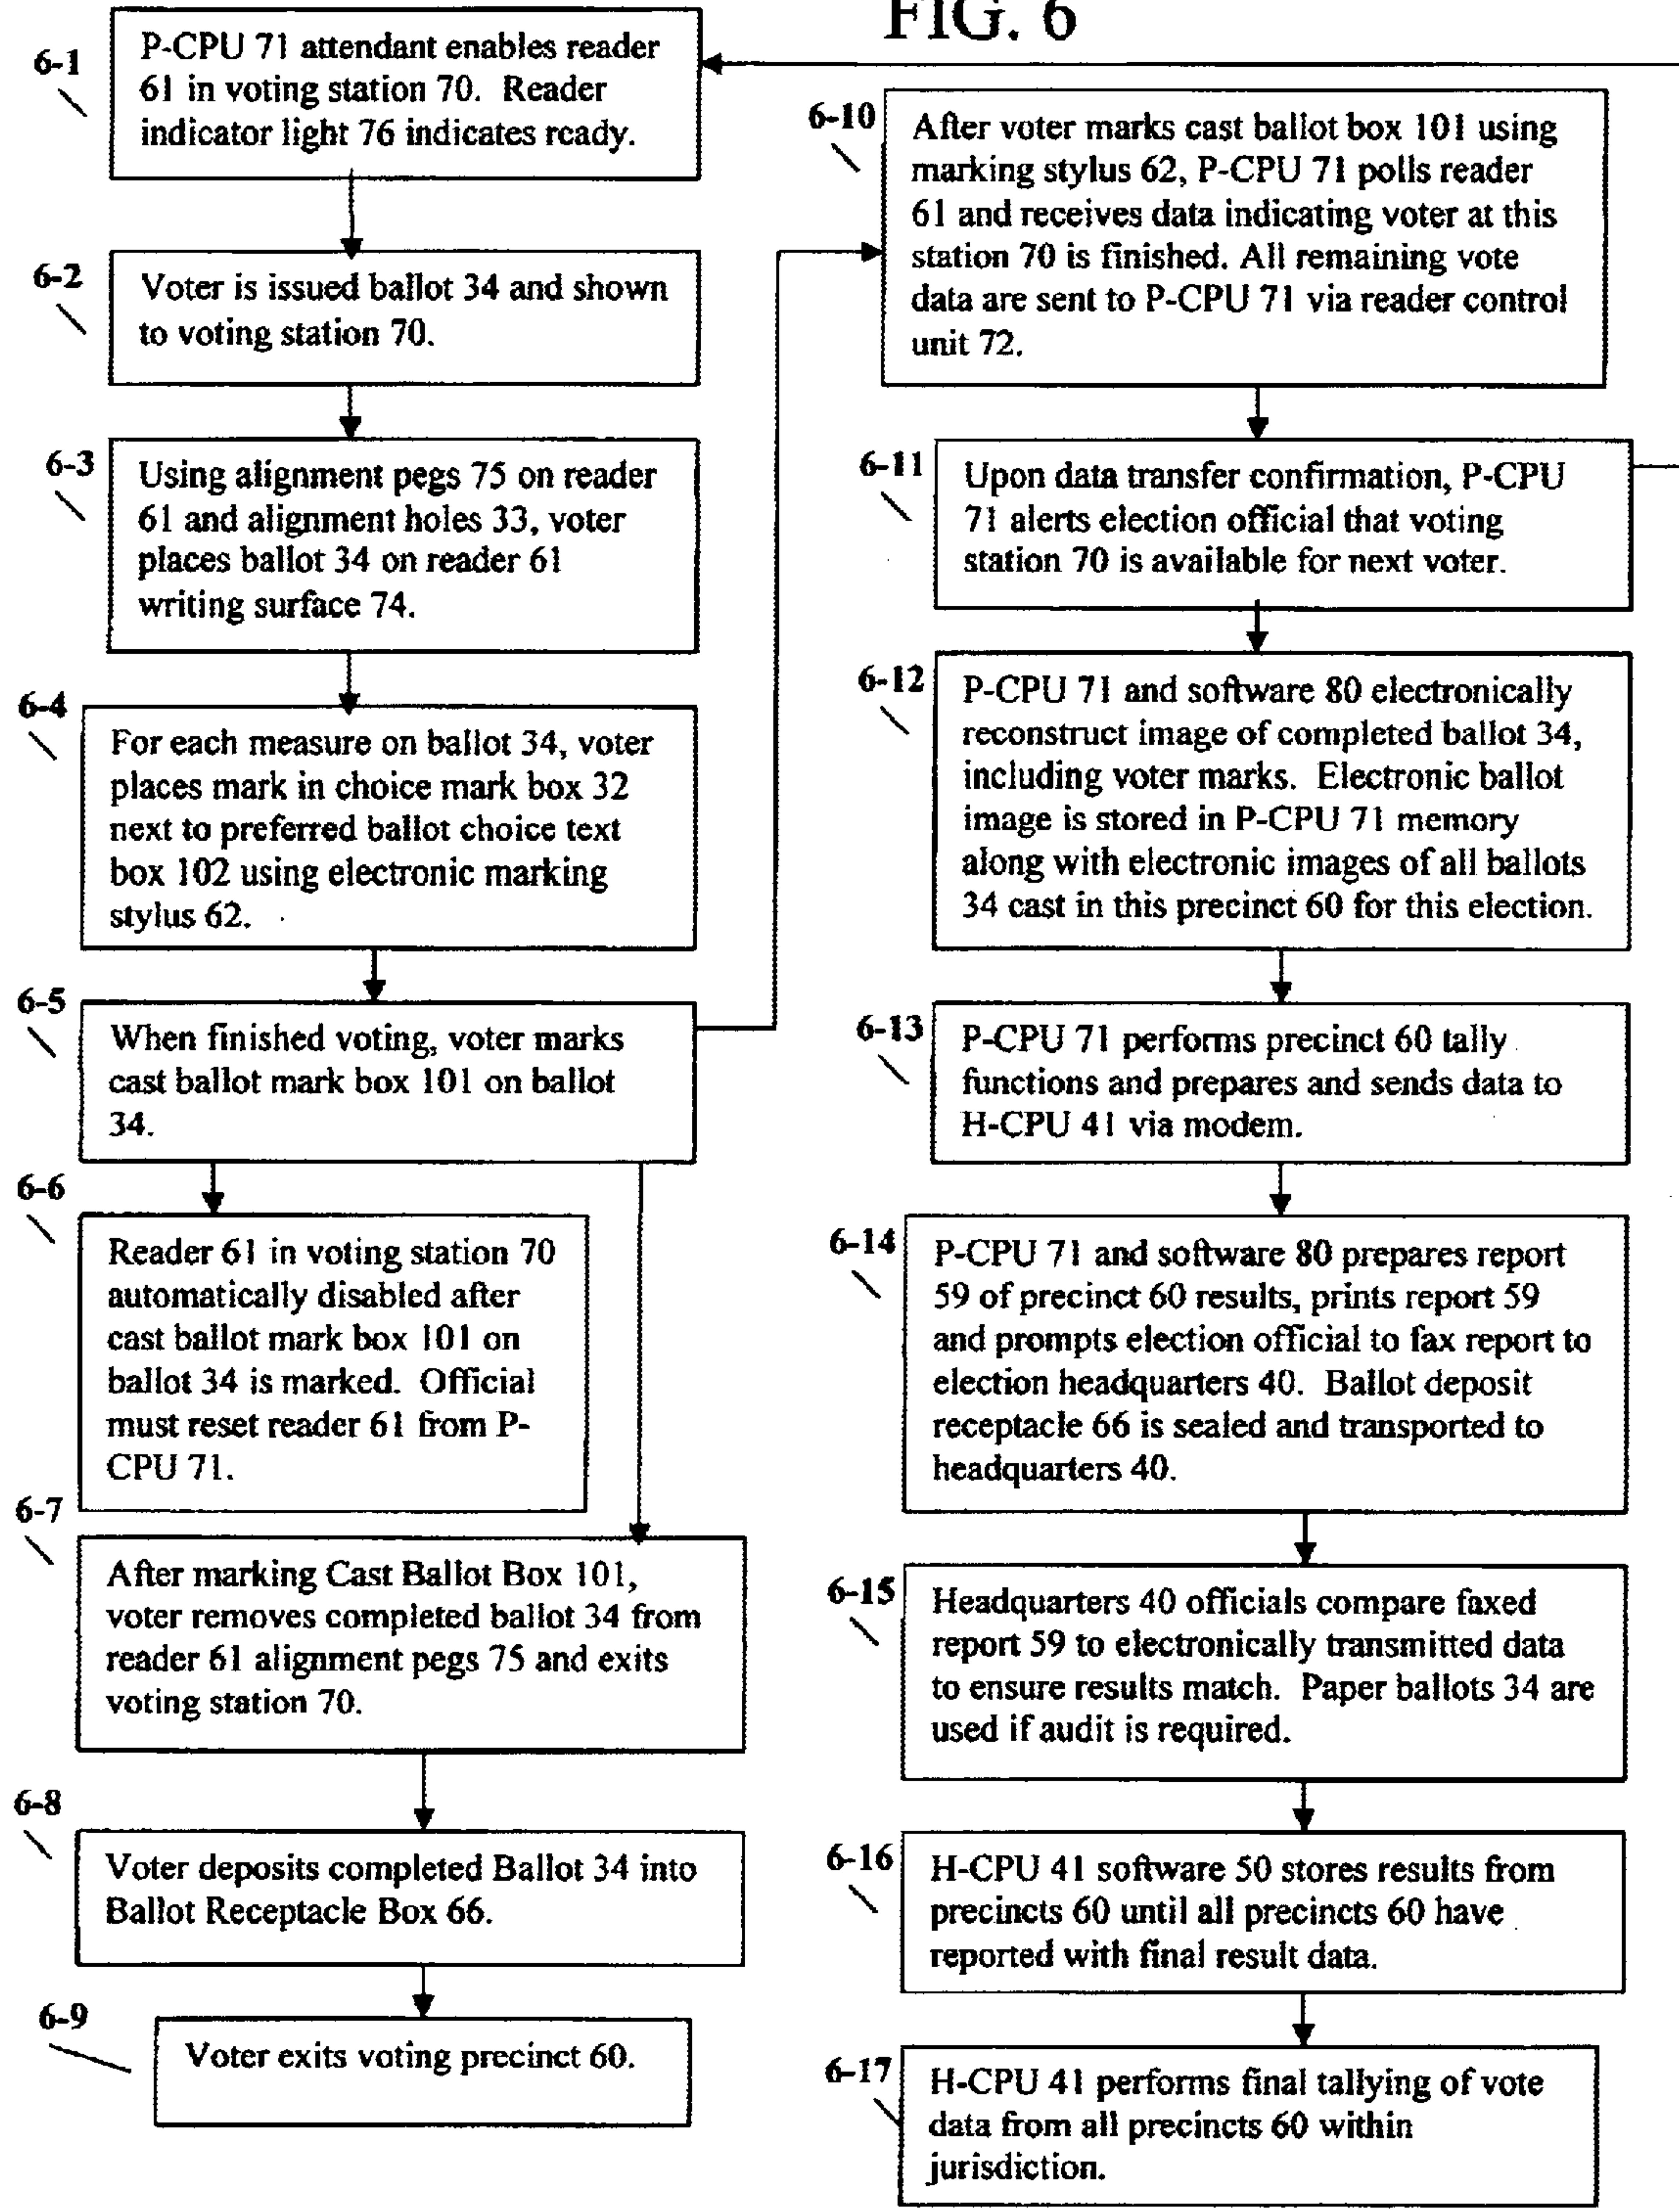 FIG. 6
6-1
P-CPU 71 attendant enables reader
61 in voting station 70. Reader
indicator light 76 indicates ready.
6-2
Voter is issued ballot 34 and shown
to voting station 70.
6-3
Using alignment pegs 75 on reader
61 and alignment holes 33, voter
places ballot 34 on reader 61
writing surface 74.
6-4
For each measure on ballot 34, voter
places mark in choice mark box 32
next to preferred ballot choice text
box 102 using electronic marking
stylus 62.
6-5
When finished voting, voter marks
cast ballot mark box 101 on ballot
34.
6-6
Reader 61 in voting station 70
automatically disabled after
cast ballot mark box 101 on
ballot 34 is marked. Official
must reset reader 61 from P-
CPU 71.
6-7
After marking Cast Ballot Box 101,
voter removes completed ballot 34 from
reader 61 alignment pegs 75 and exits
voting station 70.
6-8
Voter deposits completed Ballot 34 into
Ballot Receptacle Box 66.
6-9
Voter exits voting precinct 60.
6-10
After voter marks cast ballot box 101 using
marking stylus 62, P-CPU 71 polls reader
61 and receives data indicating voter at this
station 70 is finished. All remaining vote
data are sent to P-CPU 71 via reader control
unit 72.
6-11
Upon data transfer confirmation, P-CPU
71 alerts election official that voting
station 70 is available for next voter.
6-12
P-CPU 71 and software 80 electronically
reconstruct image of completed ballot 34,
including voter marks. Electronic ballot
image is stored in P-CPU 71 memory
along with electronic images of all ballots
34 cast in this precinct 60 for this election.
6-13
P-CPU 71 performs precinct 60 tally
functions and prepares and sends data to
H-CPU 41 via modem.
6-14
P-CPU 71 and software 80 prepares report
59 of precinct 60 results, prints report 59
and prompts election official to fax report to
election headquarters 40. Ballot deposit
receptacle 66 is sealed and transported to
headquarters 40.
6-15
Headquarters 40 officials compare faxed
report 59 to electronically transmitted data
to ensure results match. Paper ballots 34 are
used if audit is required.
6-16
H-CPU 41 software 50 stores results from
precincts 60 until all precincts 60 have
reported with final result data.
6-17
H-CPU 41 performs final tallying of vote
data from all precincts 60 within
jurisdiction.